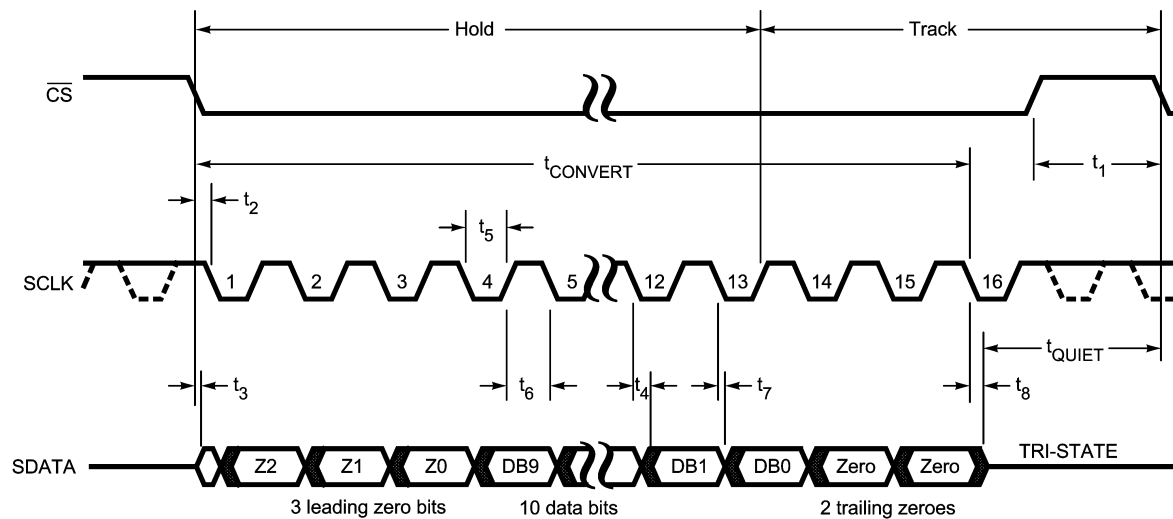 Hold Track
CS
tCONVERT t1
t2
t5
SCLK 1 2 3 4 5 12 13 14 15 16
tQUIET
t3 t6 t4 t7 t8
SDATA Z2 Z1 Z0 DB9 DB1 DB0 Zero Zero TRI-STATE
3 leading zero bits 10 data bits 2 trailing zeroes